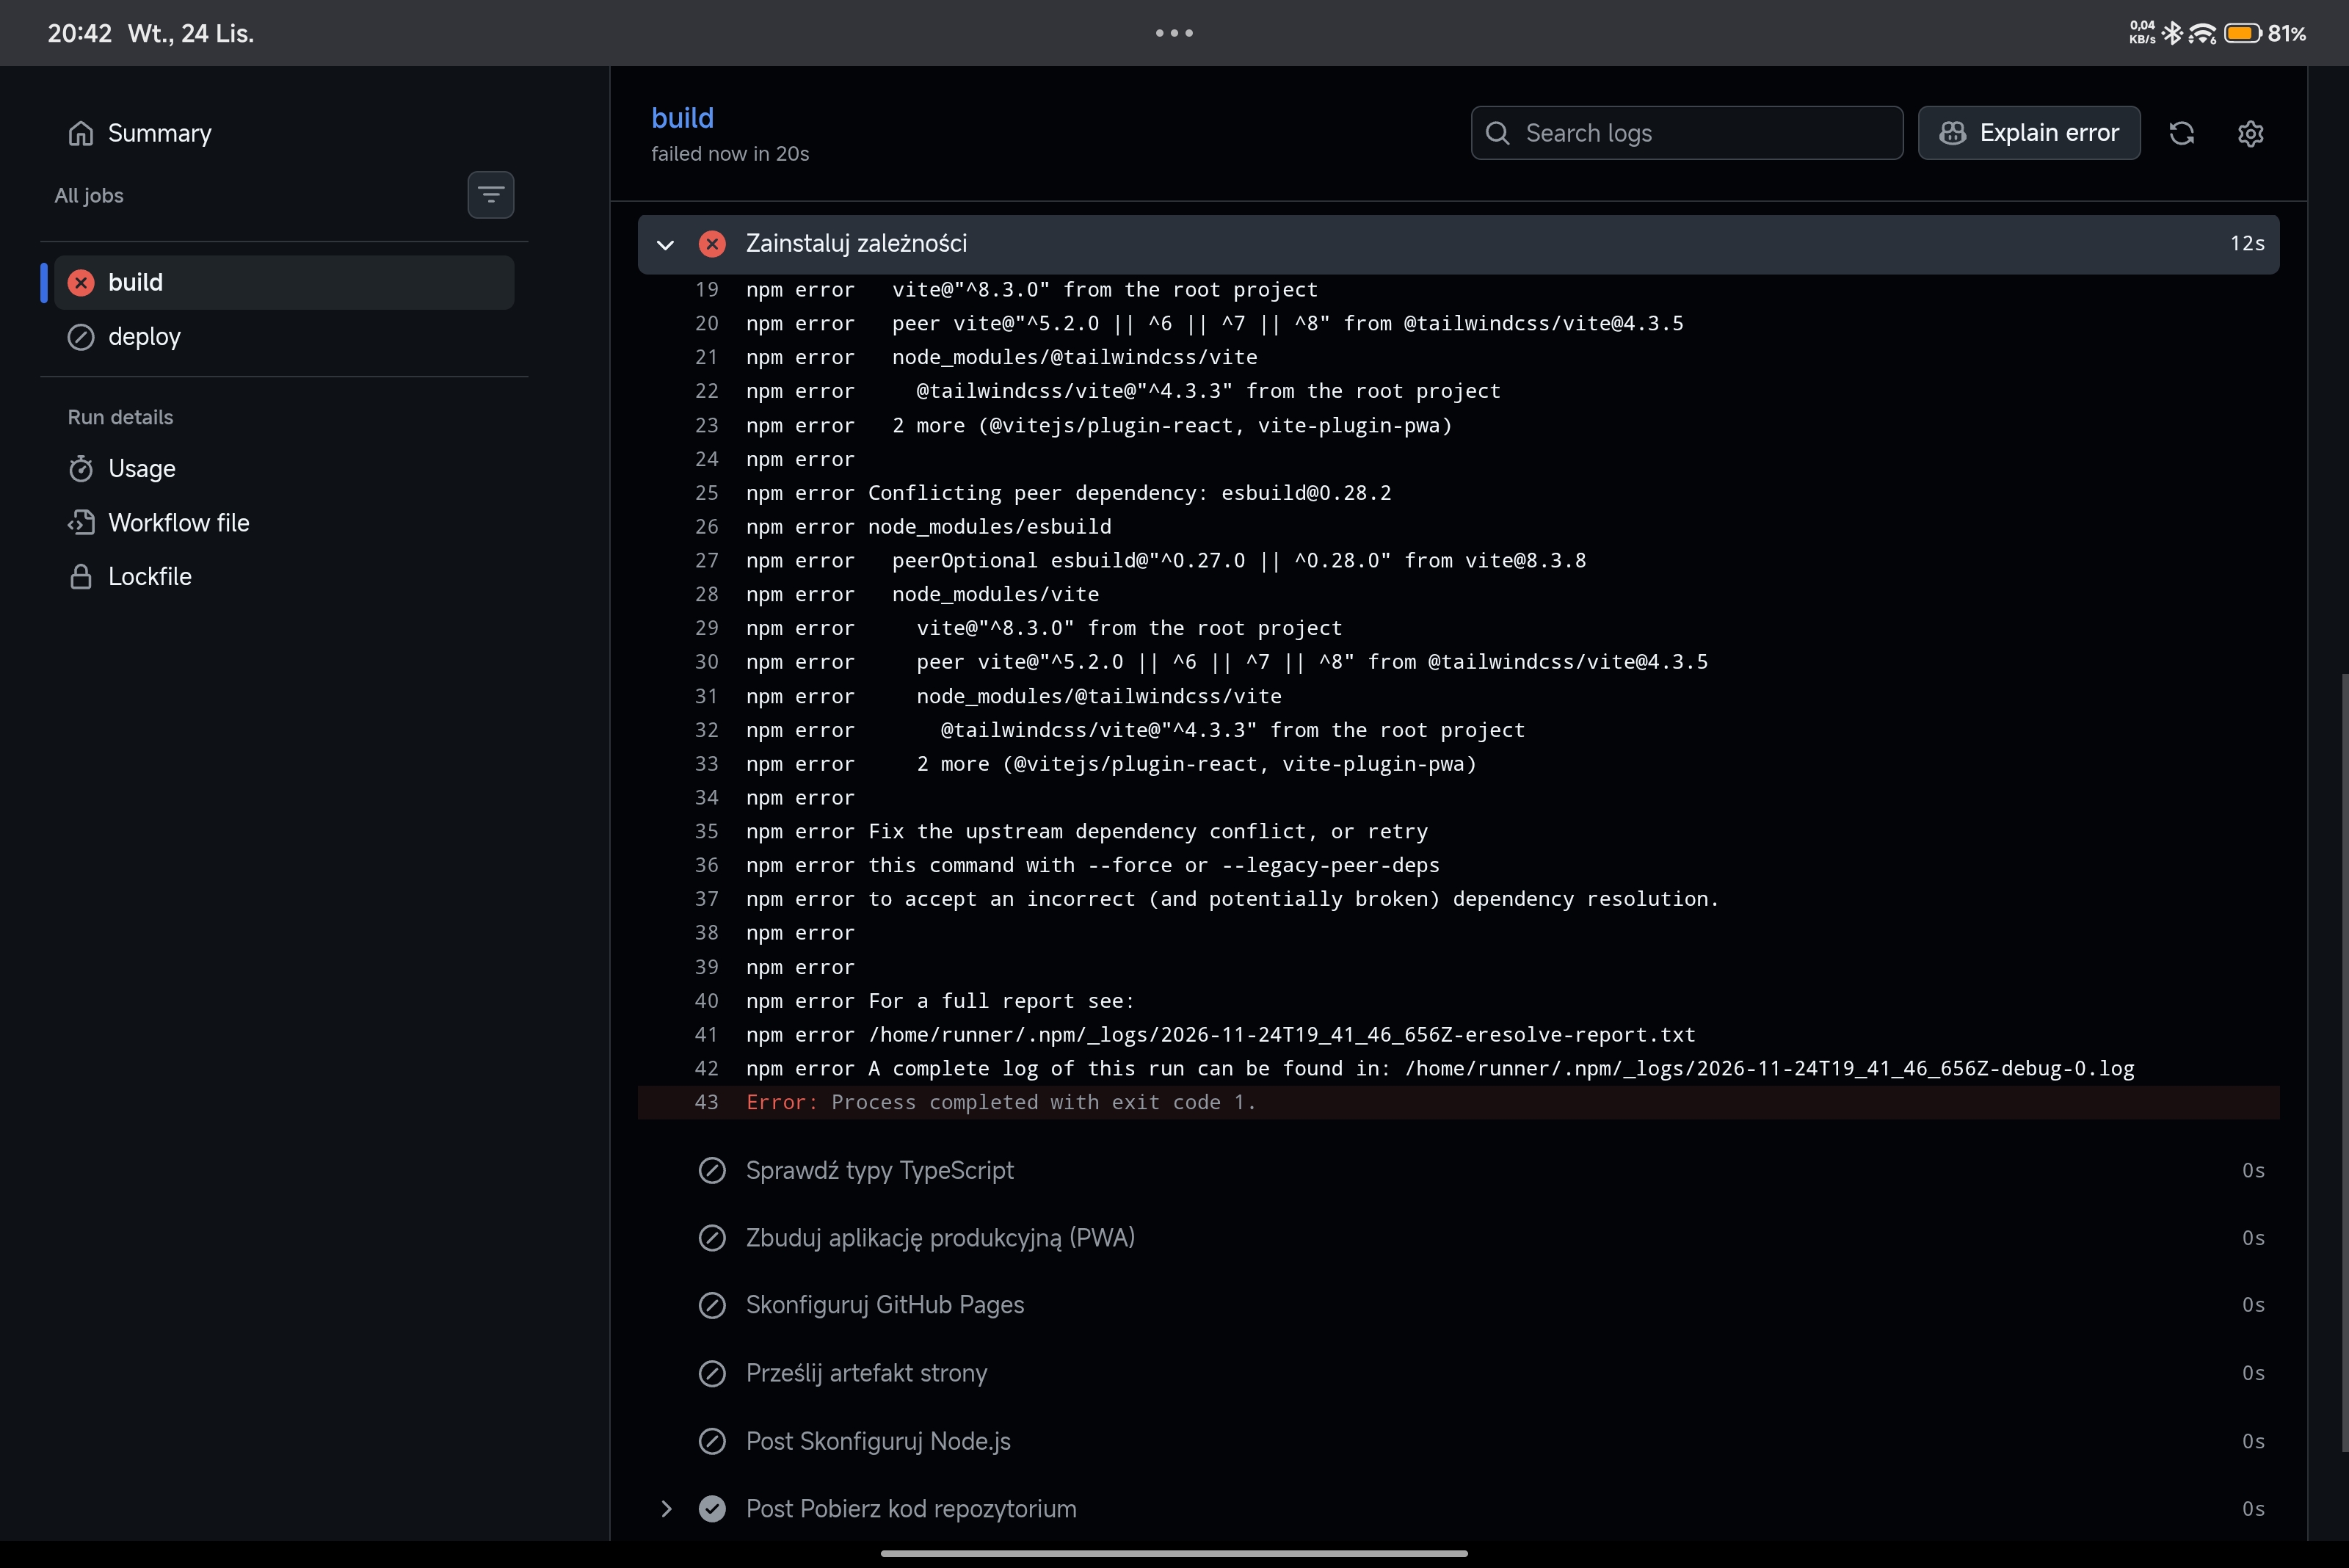 20:42 Wt., 24 Lis.
0,04
KB/s
6
81%
Summary
All jobs
build
deploy
Run details
Usage
Workflow file
Lockfile
build
failed now in 20s
Search logs
Explain error
Zainstaluj zależności 12s
19 npm error   vite@"^8.3.0" from the root project
20 npm error   peer vite@"^5.2.0 || ^6 || ^7 || ^8" from @tailwindcss/vite@4.3.5
21 npm error   node_modules/@tailwindcss/vite
22 npm error     @tailwindcss/vite@"^4.3.3" from the root project
23 npm error   2 more (@vitejs/plugin-react, vite-plugin-pwa)
24 npm error
25 npm error Conflicting peer dependency: esbuild@0.28.2
26 npm error node_modules/esbuild
27 npm error   peerOptional esbuild@"^0.27.0 || ^0.28.0" from vite@8.3.8
28 npm error   node_modules/vite
29 npm error     vite@"^8.3.0" from the root project
30 npm error     peer vite@"^5.2.0 || ^6 || ^7 || ^8" from @tailwindcss/vite@4.3.5
31 npm error     node_modules/@tailwindcss/vite
32 npm error       @tailwindcss/vite@"^4.3.3" from the root project
33 npm error     2 more (@vitejs/plugin-react, vite-plugin-pwa)
34 npm error
35 npm error Fix the upstream dependency conflict, or retry
36 npm error this command with --force or --legacy-peer-deps
37 npm error to accept an incorrect (and potentially broken) dependency resolution.
38 npm error
39 npm error
40 npm error For a full report see:
41 npm error /home/runner/.npm/_logs/2026-11-24T19_41_46_656Z-eresolve-report.txt
42 npm error A complete log of this run can be found in: /home/runner/.npm/_logs/2026-11-24T19_41_46_656Z-debug-0.log
43 Error: Process completed with exit code 1.
Sprawdź typy TypeScript 0s
Zbuduj aplikację produkcyjną (PWA) 0s
Skonfiguruj GitHub Pages 0s
Prześlij artefakt strony 0s
Post Skonfiguruj Node.js 0s
Post Pobierz kod repozytorium 0s